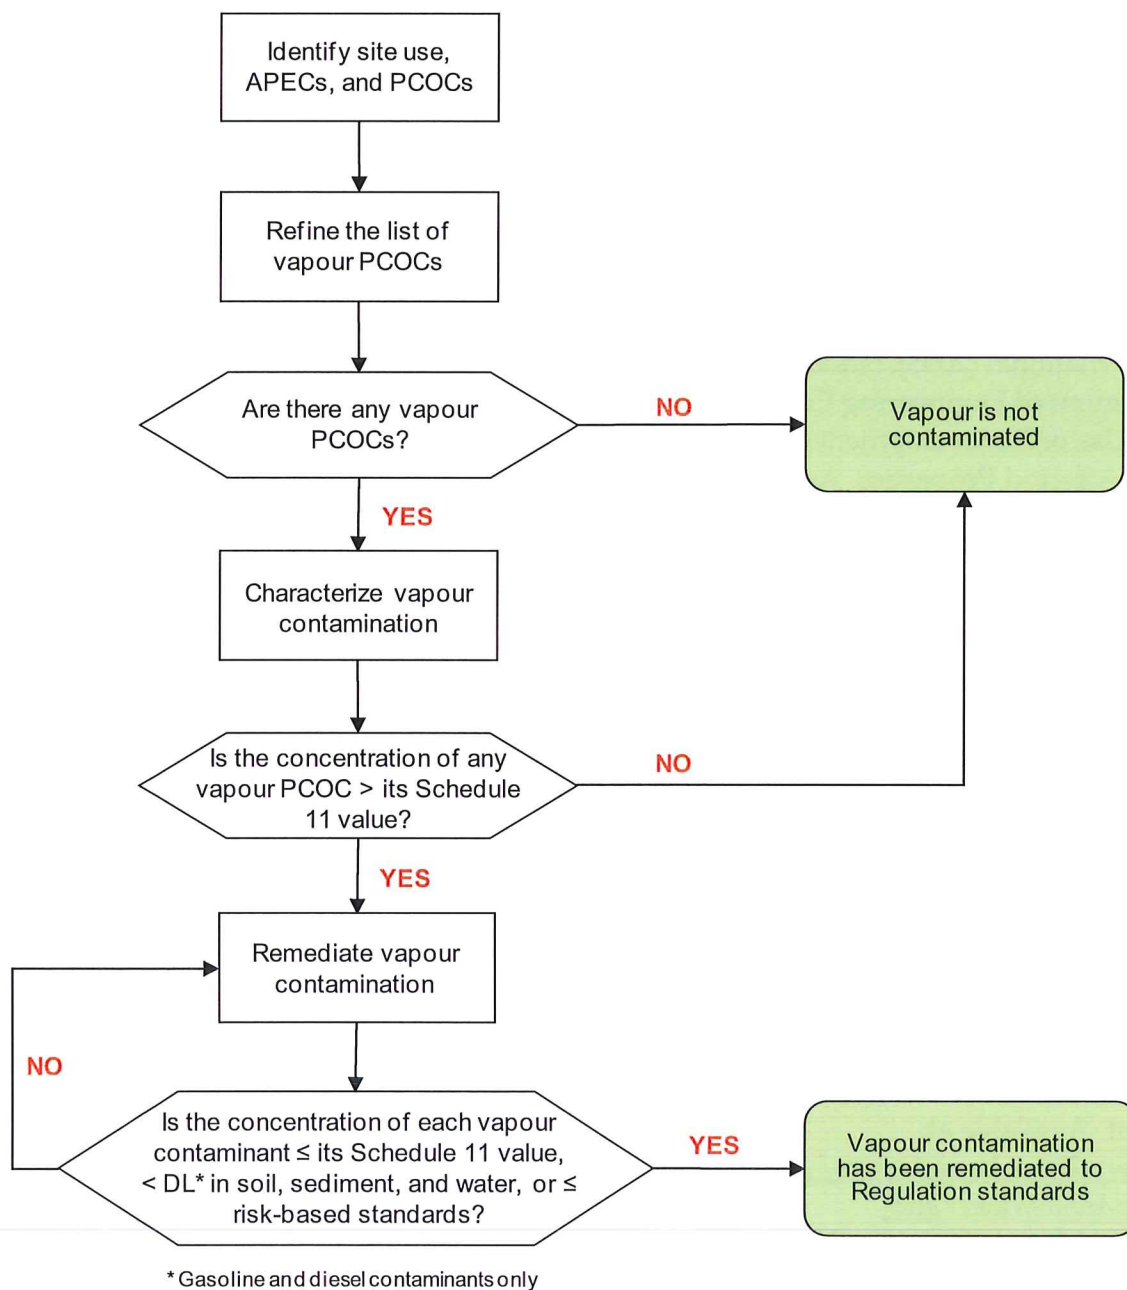 Identify site use,
APECs, and PCOCs
Refine the list of
vapour PCOCs
Are there any vapour
PCOCs?
NO
Vapour is not
contaminated
YES
Characterize vapour
contamination
Is the concentration of any
vapour PCOC > its Schedule
11 value?
NO
YES
Remediate vapour
contamination
NO
Is the concentration of each vapour
contaminant ≤ its Schedule 11 value,
< DL* in soil, sediment, and water, or ≤
risk-based standards?
YES
Vapour contamination
has been remediated to
Regulation standards
* Gasoline and diesel contaminants only